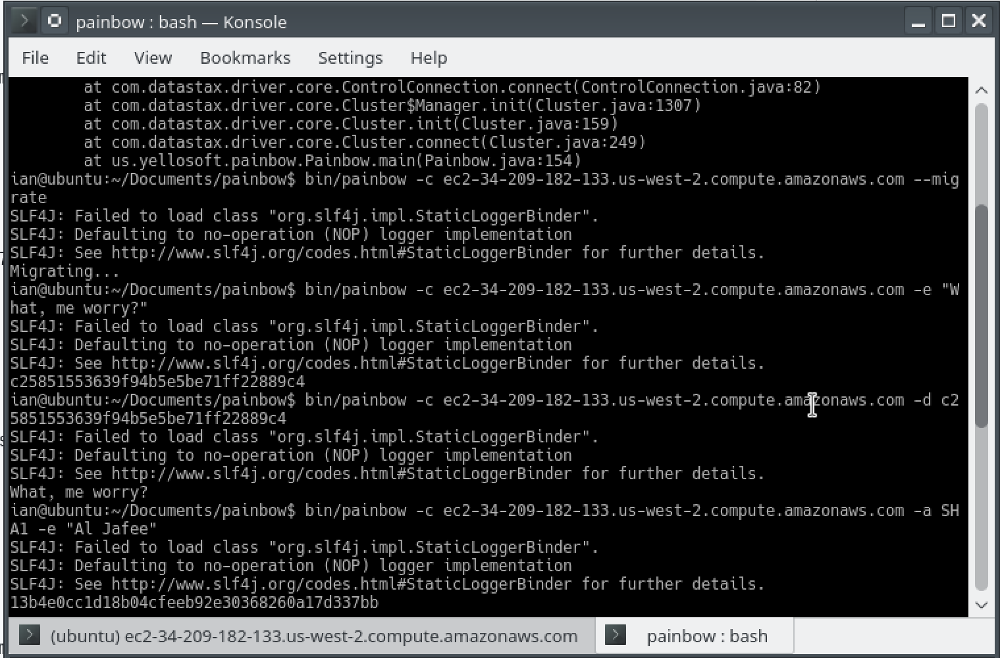 painbow : bash — Konsole
File Edit View Bookmarks Settings Help
at com.datastax.driver.core.ControlConnection.connect(ControlConnection.java:82)
at com.datastax.driver.core.Cluster$Manager.init(Cluster.java:1307)
at com.datastax.driver.core.Cluster.init(Cluster.java:159)
at com.datastax.driver.core.Cluster.connect(Cluster.java:249)
at us.yellosoft.painbow.Painbow.main(Painbow.java:154)
ian@ubuntu:~/Documents/painbow$ bin/painbow -c ec2-34-209-182-133.us-west-2.compute.amazonaws.com --mig
rate
SLF4J: Failed to load class "org.slf4j.impl.StaticLoggerBinder".
SLF4J: Defaulting to no-operation (NOP) logger implementation
SLF4J: See http://www.slf4j.org/codes.html#StaticLoggerBinder for further details.
Migrating...
ian@ubuntu:~/Documents/painbow$ bin/painbow -c ec2-34-209-182-133.us-west-2.compute.amazonaws.com -e "W
hat, me worry?"
SLF4J: Failed to load class "org.slf4j.impl.StaticLoggerBinder".
SLF4J: Defaulting to no-operation (NOP) logger implementation
SLF4J: See http://www.slf4j.org/codes.html#StaticLoggerBinder for further details.
c25851553639f94b5e5be71ff22889c4
ian@ubuntu:~/Documents/painbow$ bin/painbow -c ec2-34-209-182-133.us-west-2.compute.amazonaws.com -d c2
5851553639f94b5e5be71ff22889c4
SLF4J: Failed to load class "org.slf4j.impl.StaticLoggerBinder".
SLF4J: Defaulting to no-operation (NOP) logger implementation
SLF4J: See http://www.slf4j.org/codes.html#StaticLoggerBinder for further details.
What, me worry?
ian@ubuntu:~/Documents/painbow$ bin/painbow -c ec2-34-209-182-133.us-west-2.compute.amazonaws.com -a SH
A1 -e "Al Jafee"
SLF4J: Failed to load class "org.slf4j.impl.StaticLoggerBinder".
SLF4J: Defaulting to no-operation (NOP) logger implementation
SLF4J: See http://www.slf4j.org/codes.html#StaticLoggerBinder for further details.
13b4e0cc1d18b04cfeeb92e30368260a17d337bb
(ubuntu) ec2-34-209-182-133.us-west-2.compute.amazonaws.com painbow : bash